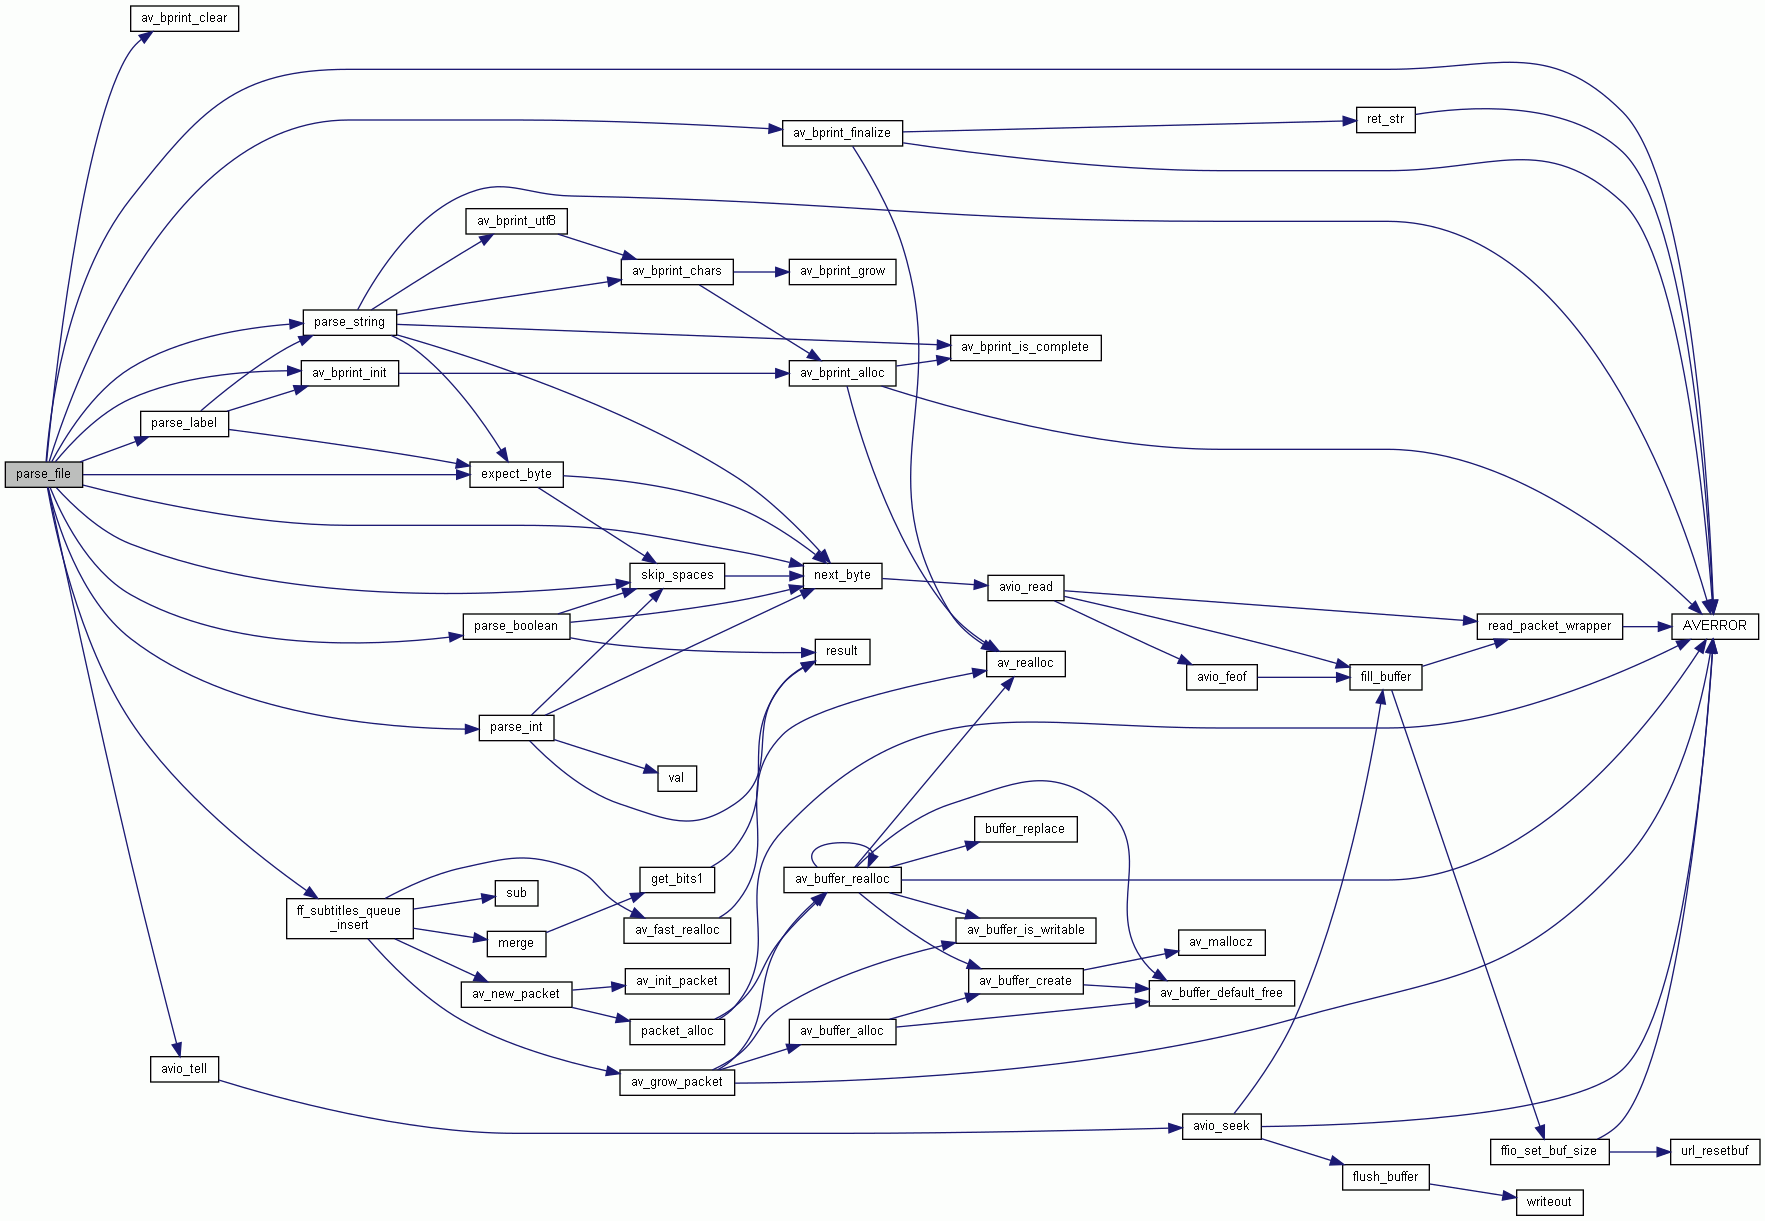 av_bprint_clear
ret_str
av_bprint_finalize
av_bprint_utf8
av_bprint_chars
av_bprint_grow
parse_string
av_bprint_is_complete
av_bprint_init
av_bprint_alloc
parse_label
parse_file
expect_byte
skip_spaces
next_byte
avio_read
parse_boolean
read_packet_wrapper
AVERROR
result
av_realloc
avio_feof
fill_buffer
parse_int
val
buffer_replace
get_bits1
av_buffer_realloc
sub
ff_subtitles_queue
_insert
av_fast_realloc
av_buffer_is_writable
merge
av_mallocz
av_init_packet
av_buffer_create
av_new_packet
av_buffer_default_free
packet_alloc
av_buffer_alloc
avio_tell
av_grow_packet
avio_seek
ffio_set_buf_size
url_resetbuf
flush_buffer
writeout